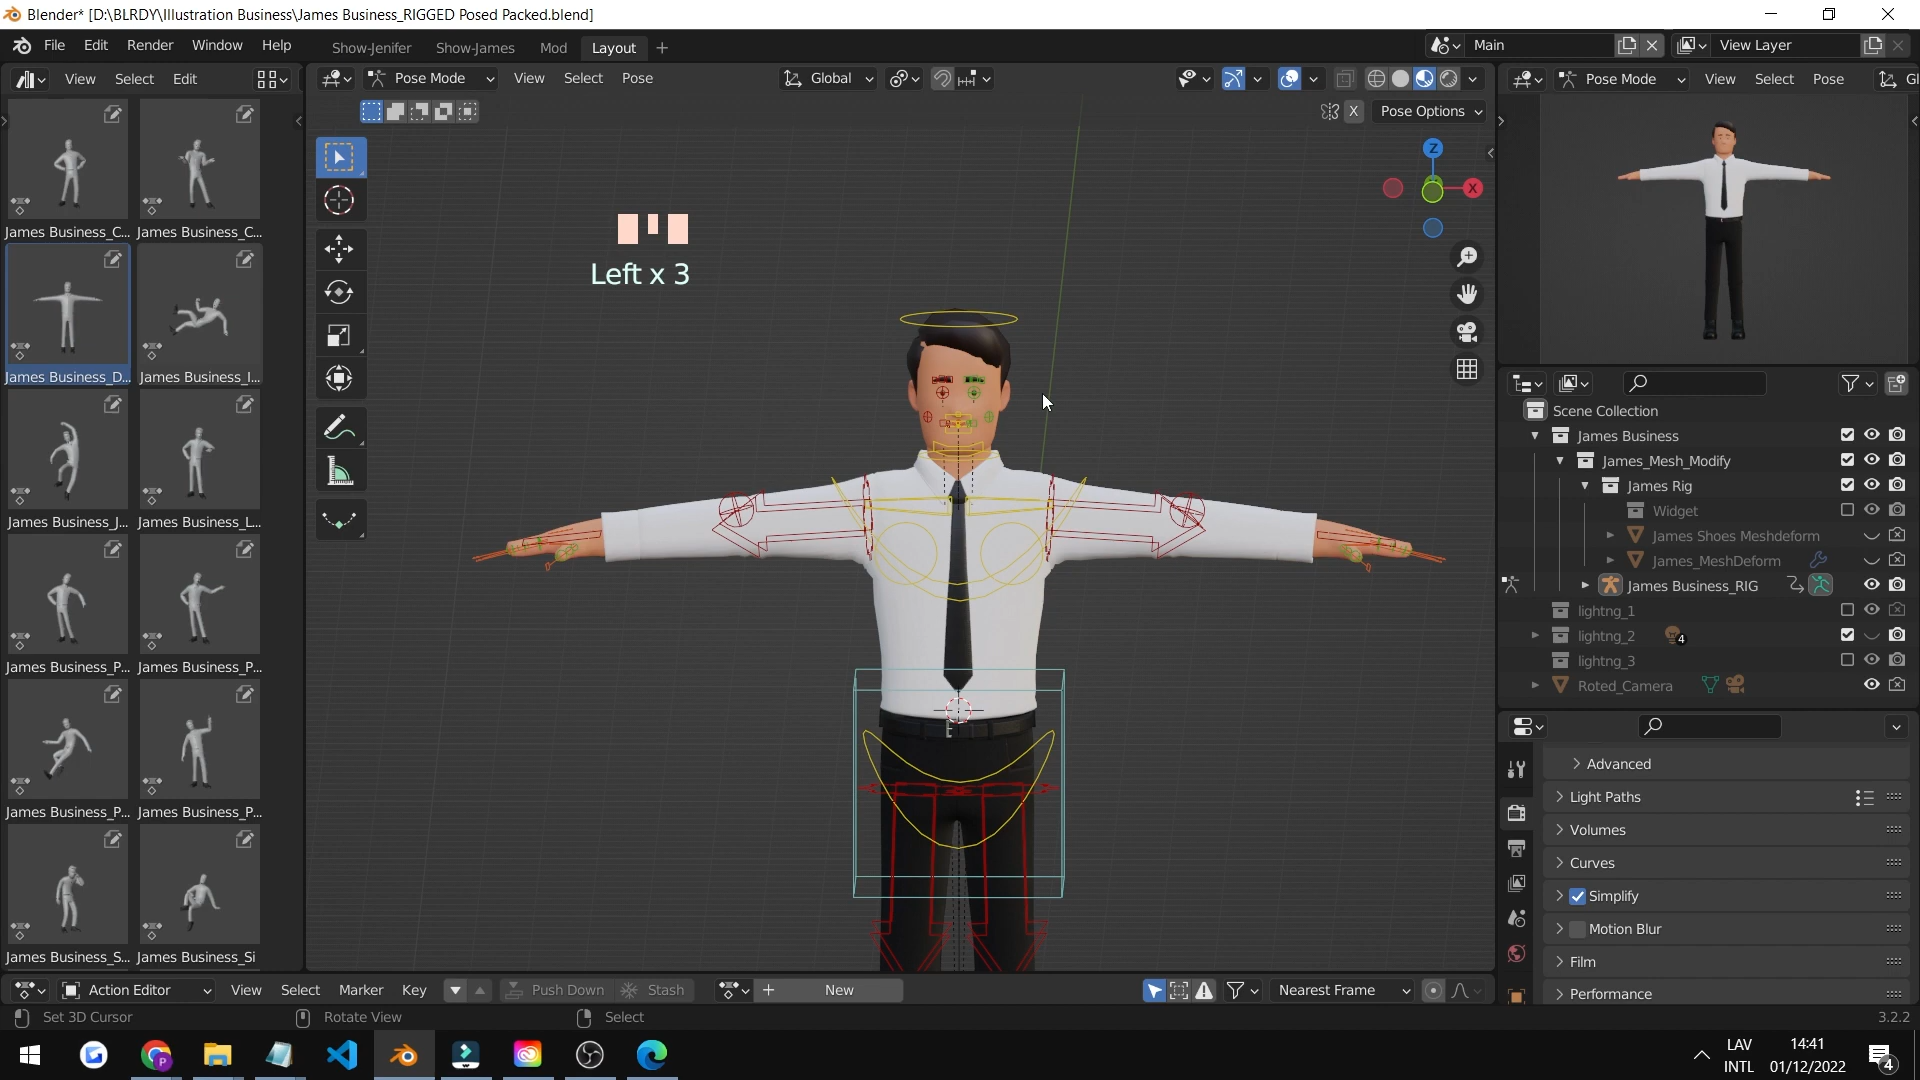 Blender* [D:\BLRDY\Illustration Business\James Business_RIGGED Posed Packed.blend]
File Edit Render Window Help
Show-Jenifer Show-James Mod Layout
Main
View Layer
View Select Edit
Pose Mode View Select Pose
Global
Pose Mode View Select Pose Gl
X Pose Options
Z
X
Left x 3
James Business_C... James Business_C...
James Business_D... James Business_I...
James Business_J... James Business_L...
James Business_P... James Business_P...
James Business_P... James Business_P...
James Business_S... James Business_Si
Scene Collection
James Business
James_Mesh_Modify
James Rig
Widget
James Shoes Meshdeform
James_MeshDeform
James Business_RIG
lightng_1
lightng_2 4
lightng_3
Roted_Camera
Advanced
Light Paths
Volumes
Curves
Simplify
Motion Blur
Film
Performance
Action Editor View Select Marker Key Push Down Stash New Nearest Frame
Set 3D Cursor Rotate View Select 3.2.2
LAV 14:41
INTL 01/12/2022 4